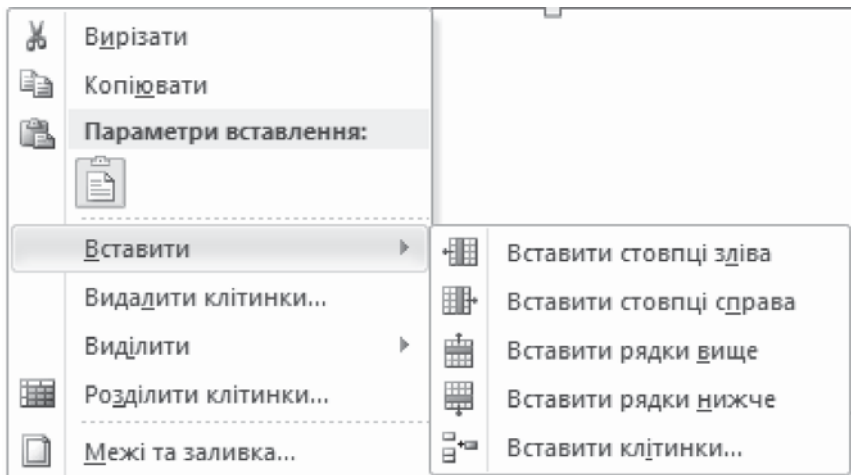 Вирізати
Копіювати
Параметри вставлення:
Вставити
Видалити клітинки...
Виділити
Розділити клітинки...
Межі та заливка...
Вставити стовпці зліва
Вставити стовпці справа
Вставити рядки вище
Вставити рядки нижче
Вставити клітинки...